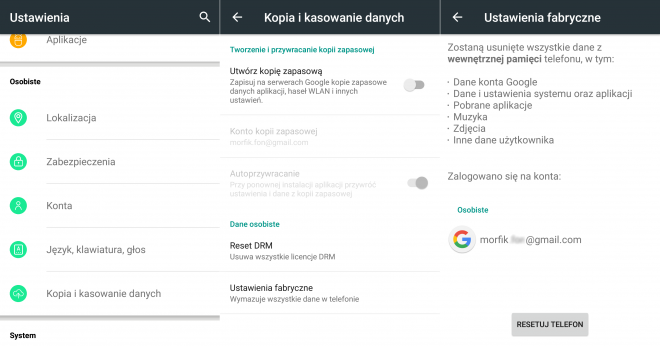 Ustawienia
Aplikacje
Osobiste
Lokalizacja
Zabezpieczenia
Konta
Język, klawiatura, głos
Kopia i kasowanie danych
System
Kopia i kasowanie danych
Tworzenie i przywracanie kopii zapasowej
Utwórz kopię zapasową
Zapisuj na serwerach Google kopie zapasowe
danych aplikacji, haseł WLAN i innych
ustawień.
Konto kopii zapasowej
morfik.fon@gmail.com
Autoprzywracanie
Przy ponownej instalacji aplikacji przywróć
ustawienia i dane z kopii zapasowej
Dane osobiste
Reset DRM
Usuwa wszystkie licencje DRM
Ustawienia fabryczne
Wymazuje wszystkie dane w telefonie
Ustawienia fabryczne
Zostaną usunięte wszystkie dane z
wewnętrznej pamięci telefonu, w tym:
· Dane konta Google
· Dane i ustawienia systemu oraz aplikacji
· Pobrane aplikacje
· Muzyka
· Zdjęcia
· Inne dane użytkownika
Zalogowano się na konta:
Osobiste
morfik. @gmail.com
RESETUJ TELEFON